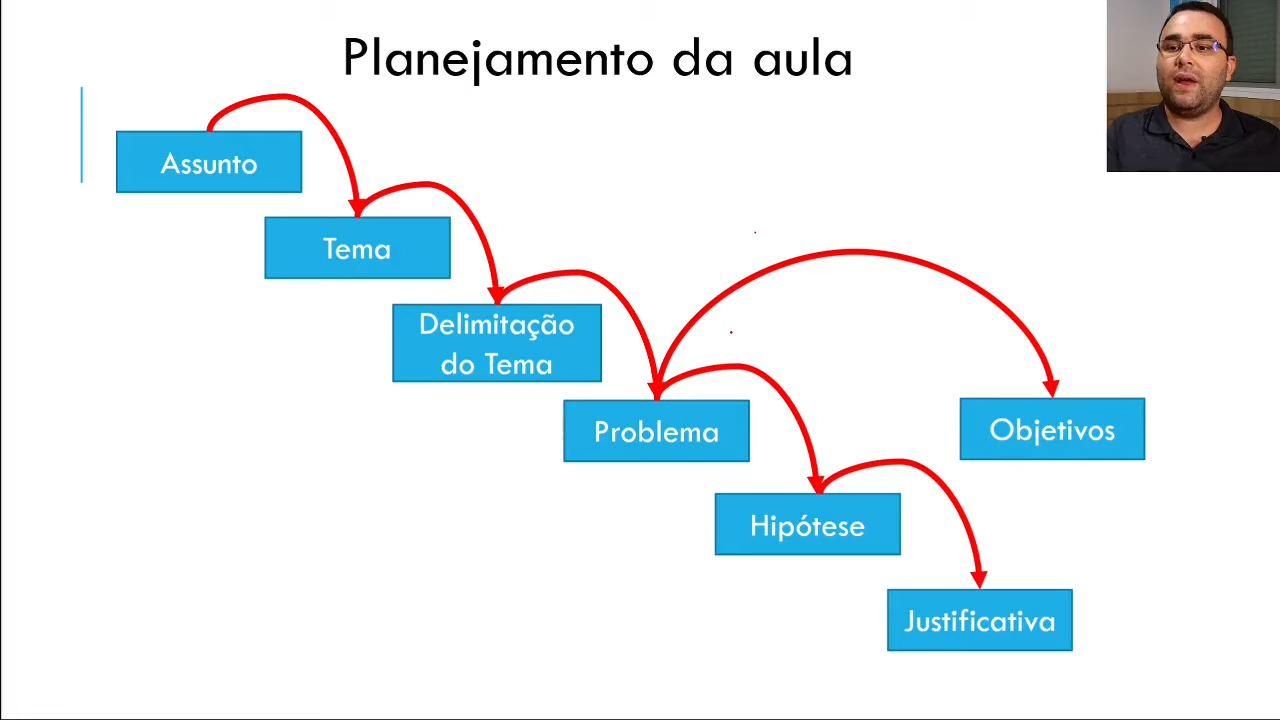 Planejamento da aula
Assunto
Tema
Delimitação
do Tema
Problema
Objetivos
Hipótese
Justificativa